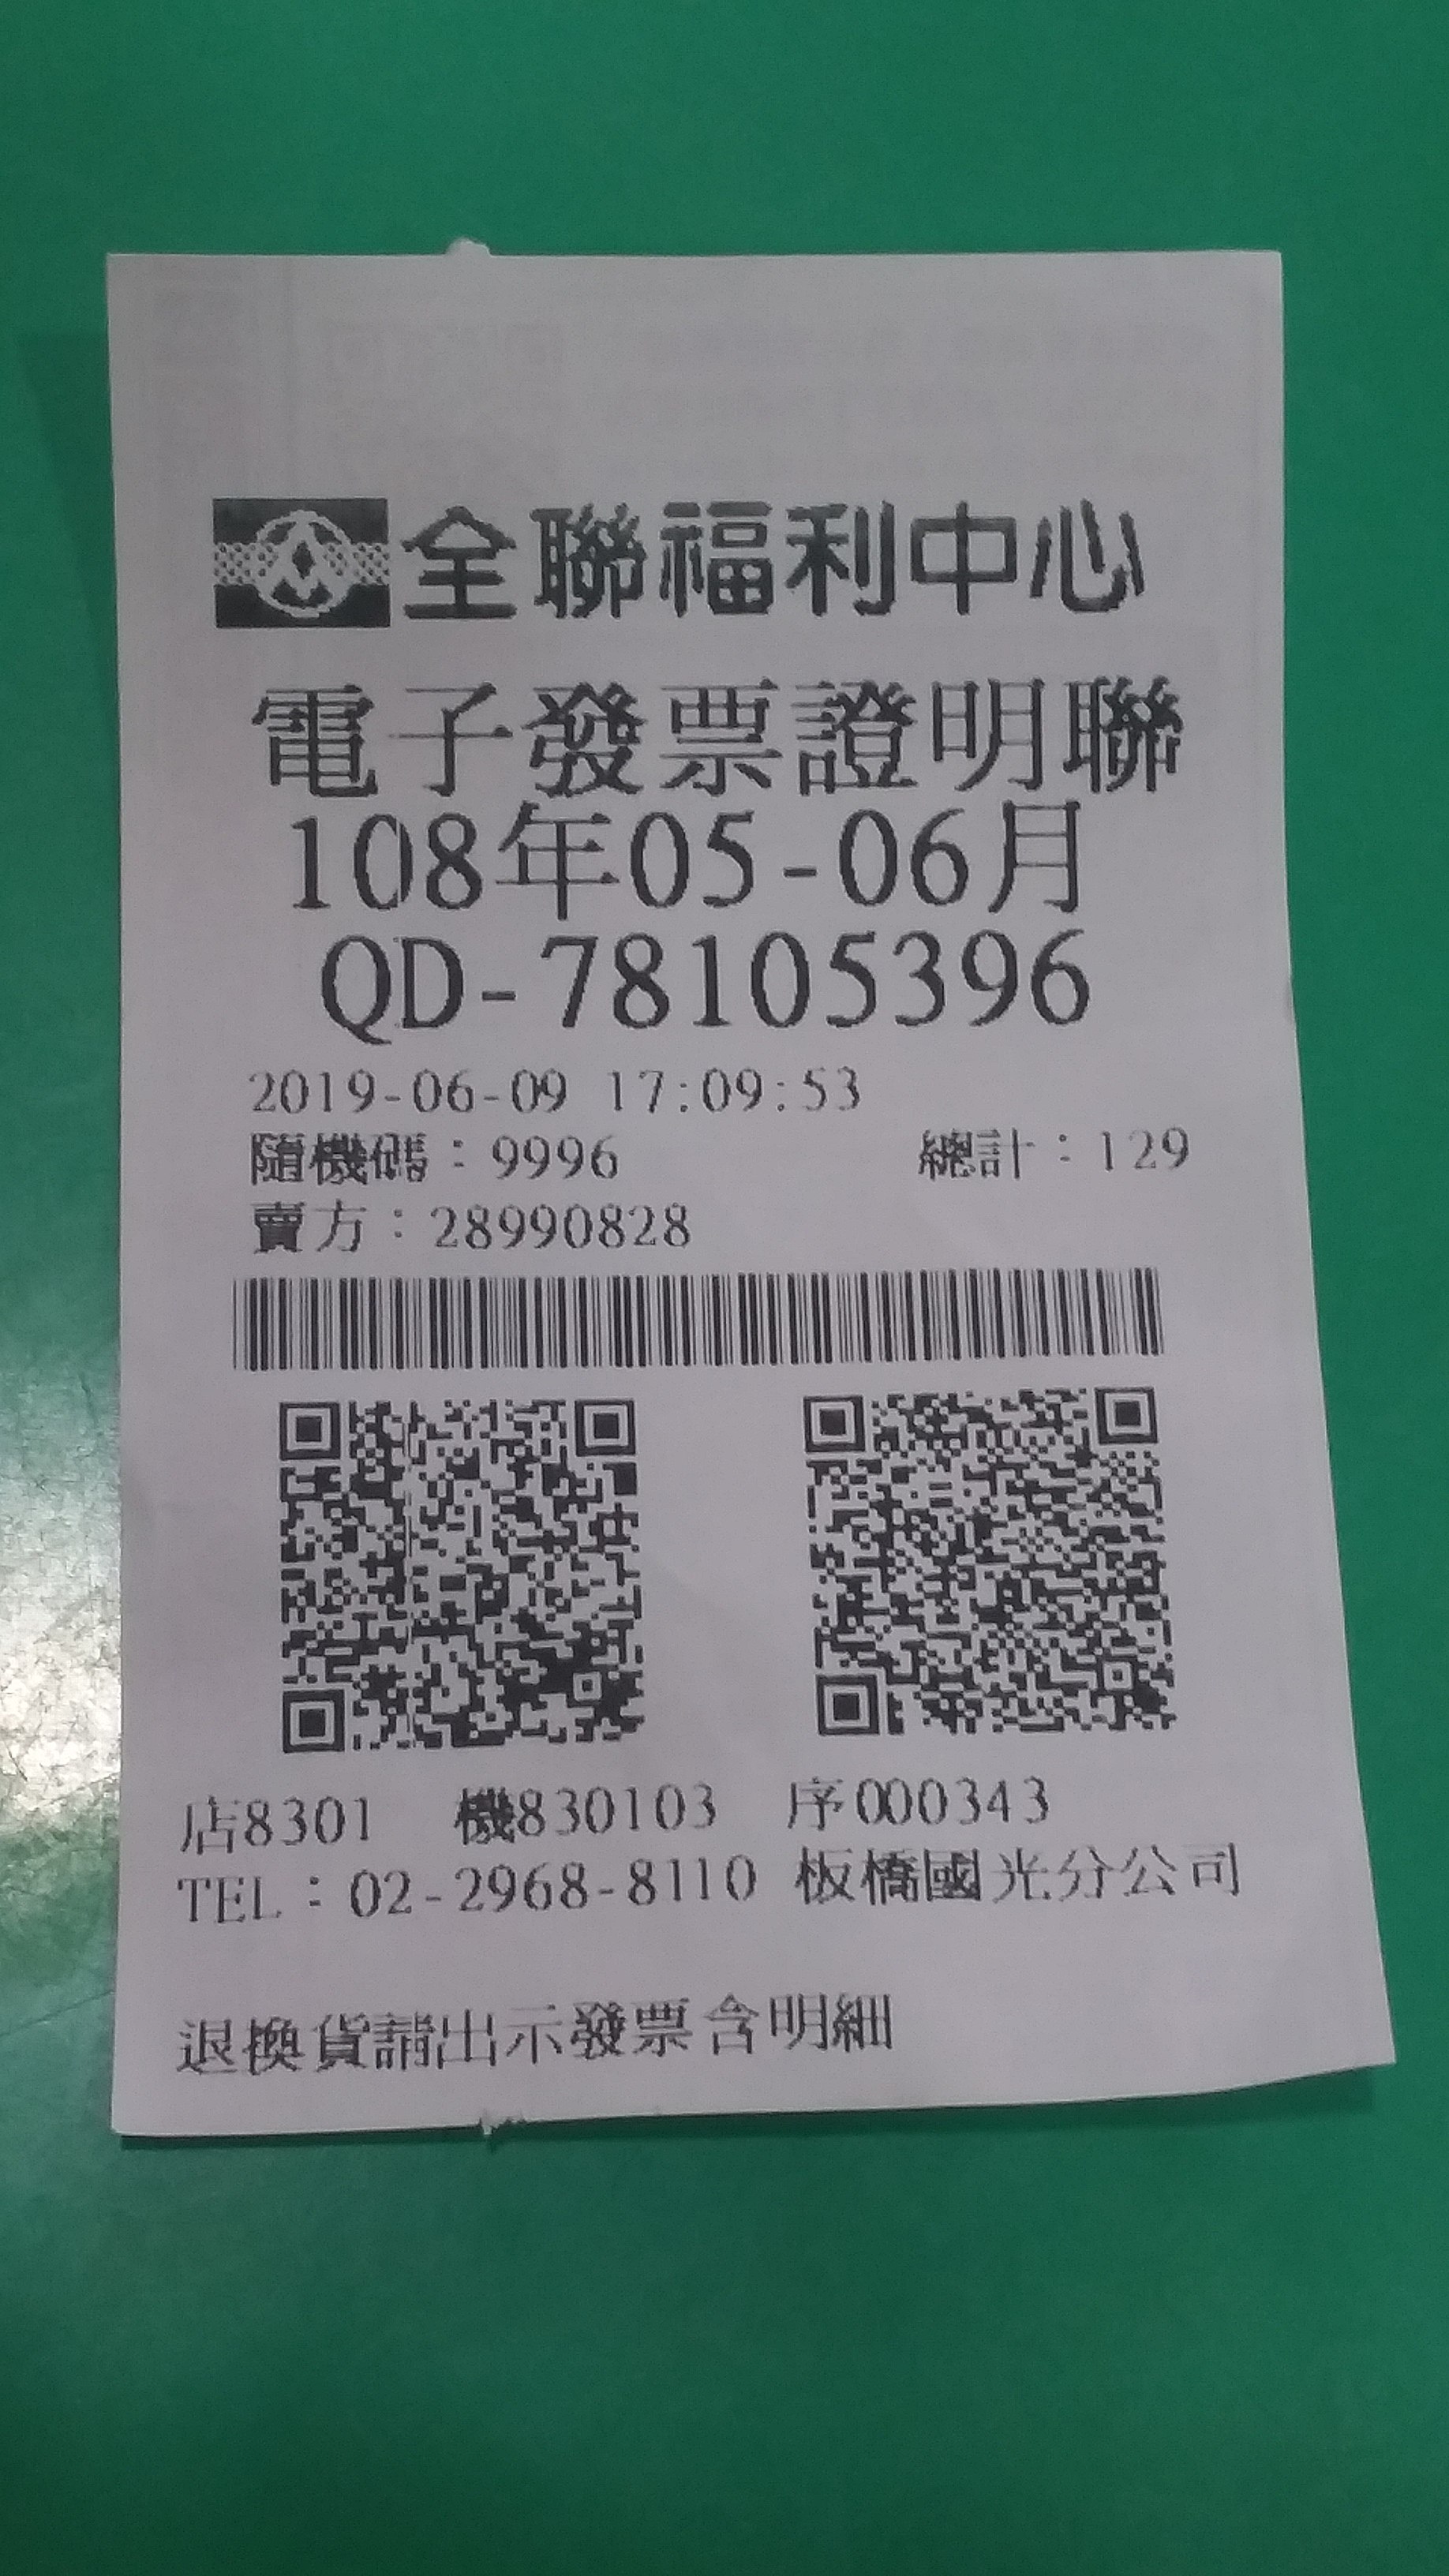 全聯福利中心
電子發票證明聯
108年05-06月
QD-78105396
2019-06-09 17:09:53
隨機碼：9996 總計：129
賣方：28990828
店8301 機830103 序000343
TEL：02-2968-8110 板橋國光分公司
退換貨請出示發票含明細